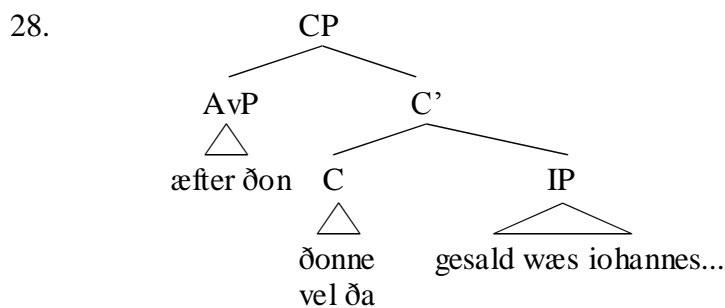 28. CP
AvP C’
æfter ðon C IP
ðonne gesald wæs iohannes...
vel ða